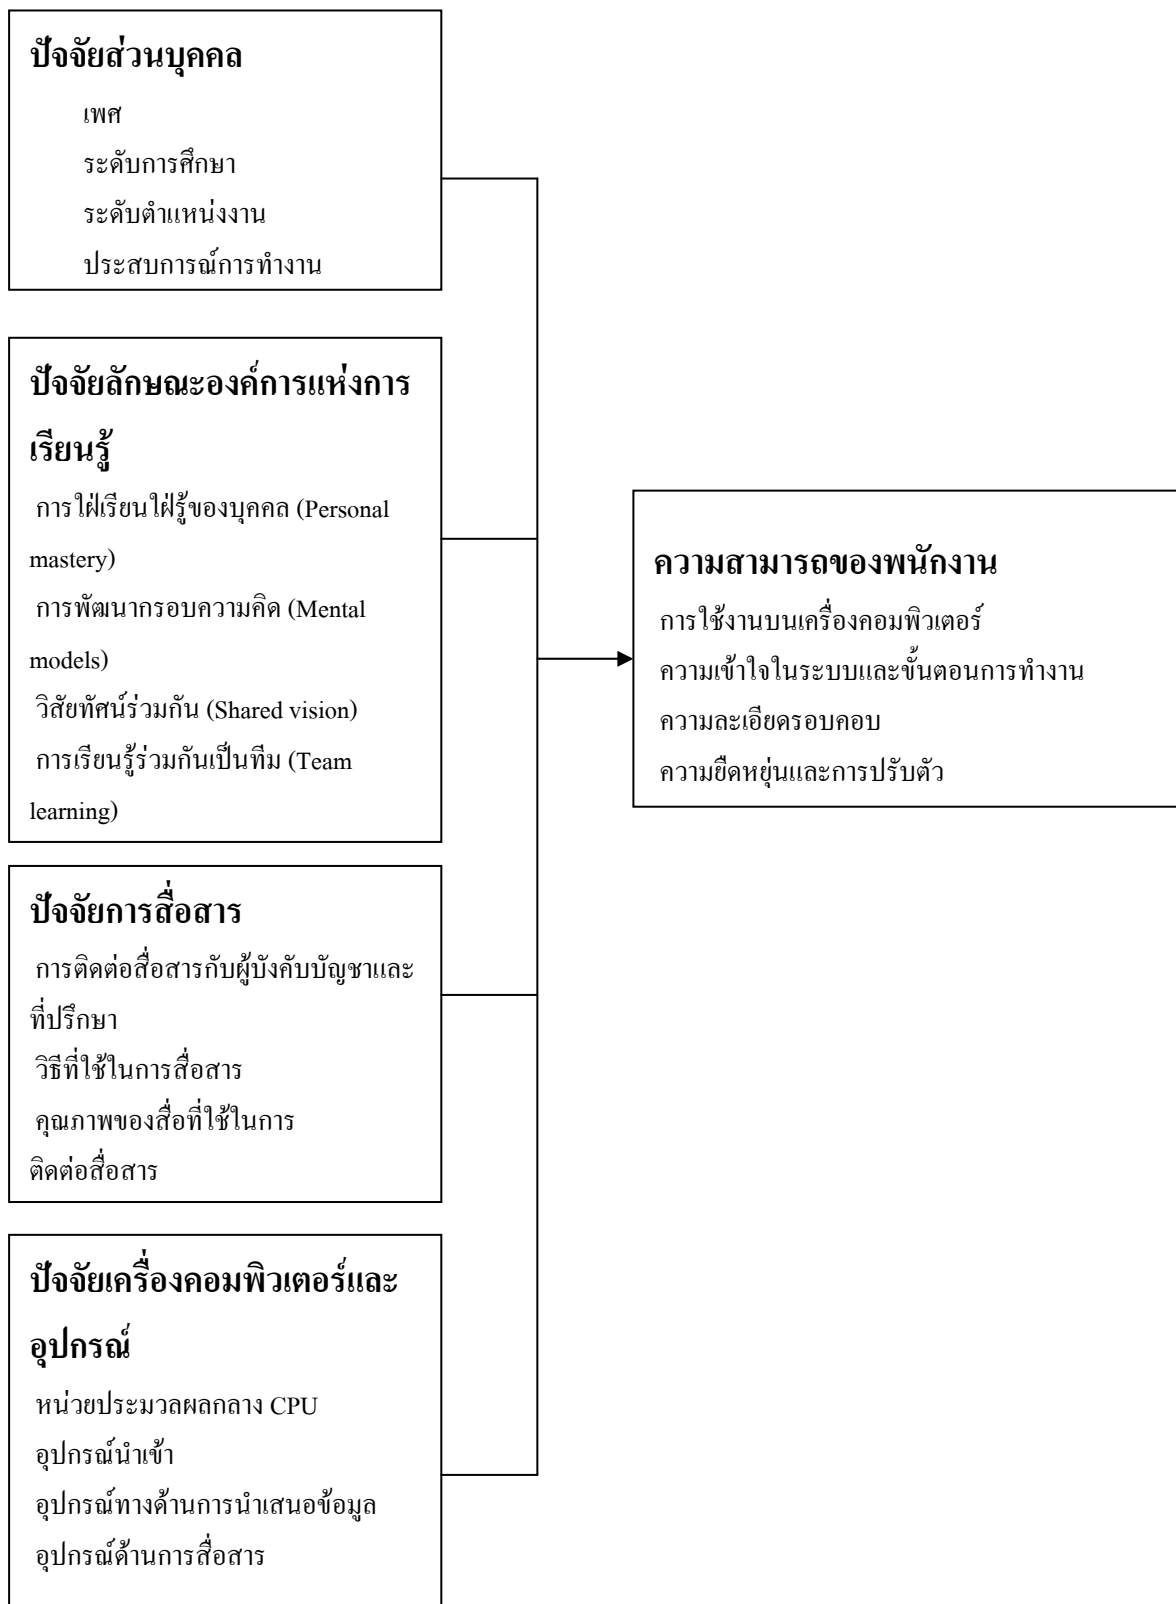 ปัจจัยส่วนบุคคล
เพศ
ระดับการศึกษา
ระดับตำแหน่งงาน
ประสบการณ์การทำงาน
ปัจจัยลักษณะองค์การแห่งการ
เรียนรู้
การใฝ่เรียนใฝ่รู้ของบุคคล (Personal
mastery)
การพัฒนากรอบความคิด (Mental
models)
วิสัยทัศน์ร่วมกัน (Shared vision)
การเรียนรู้ร่วมกันเป็นทีม (Team
learning)
ปัจจัยการสื่อสาร
การติดต่อสื่อสารกับผู้บังคับบัญชาและ
ที่ปรึกษา
วิธีที่ใช้ในการสื่อสาร
คุณภาพของสื่อที่ใช้ในการ
ติดต่อสื่อสาร
ปัจจัยเครื่องคอมพิวเตอร์และ
อุปกรณ์
หน่วยประมวลผลกลาง CPU
อุปกรณ์นำเข้า
อุปกรณ์ทางด้านการนำเสนอข้อมูล
อุปกรณ์ด้านการสื่อสาร
ความสามารถของพนักงาน
การใช้งานบนเครื่องคอมพิวเตอร์
ความเข้าใจในระบบและขั้นตอนการทำงาน
ความละเอียดรอบคอบ
ความยืดหยุ่นและการปรับตัว